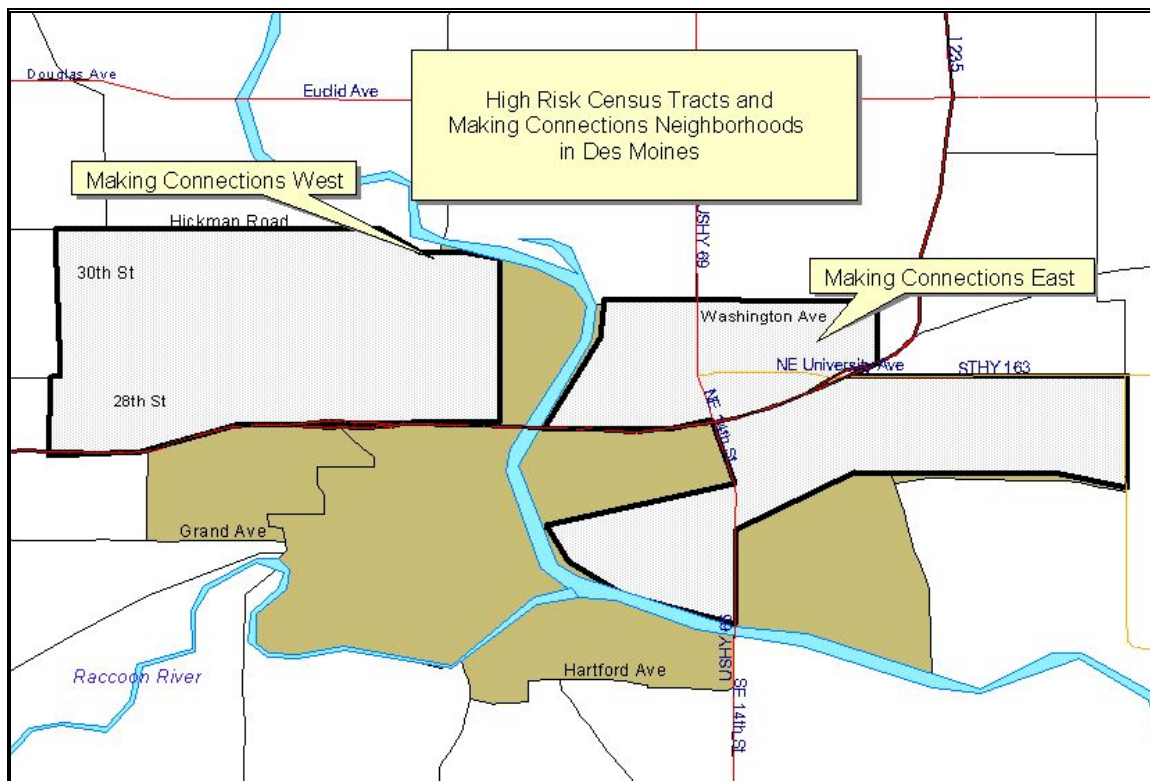 Douglas Ave
Euclid Ave
I 235
High Risk Census Tracts and
Making Connections Neighborhoods
in Des Moines
Making Connections West
Hickman Road
USHY 69
30th St
Making Connections East
Washington Ave
NE University Ave
STHY 163
28th St
NE 14th St
Grand Ave
USHY 69
Hartford Ave
Raccoon River
SE 14th St